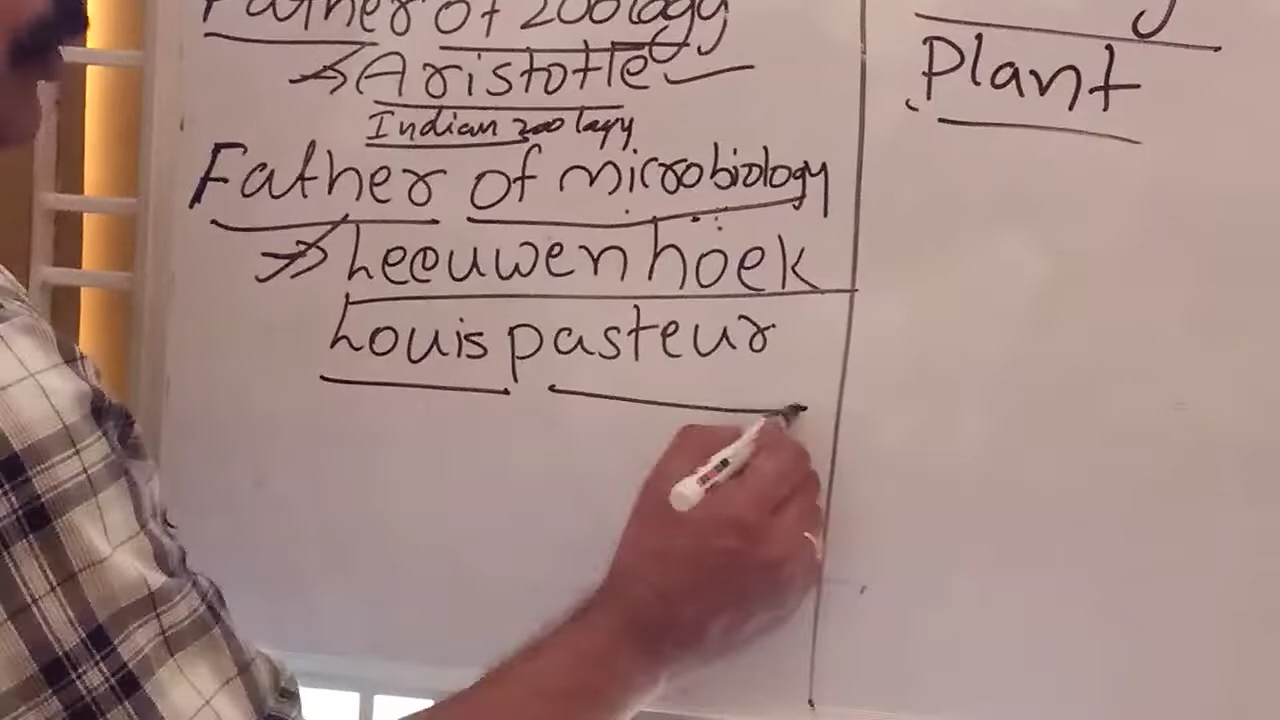 Father of zoology
Aristotle
Indian zoology
Father of microbiology
Leeuwenhoek
Louis pasteur
Plant